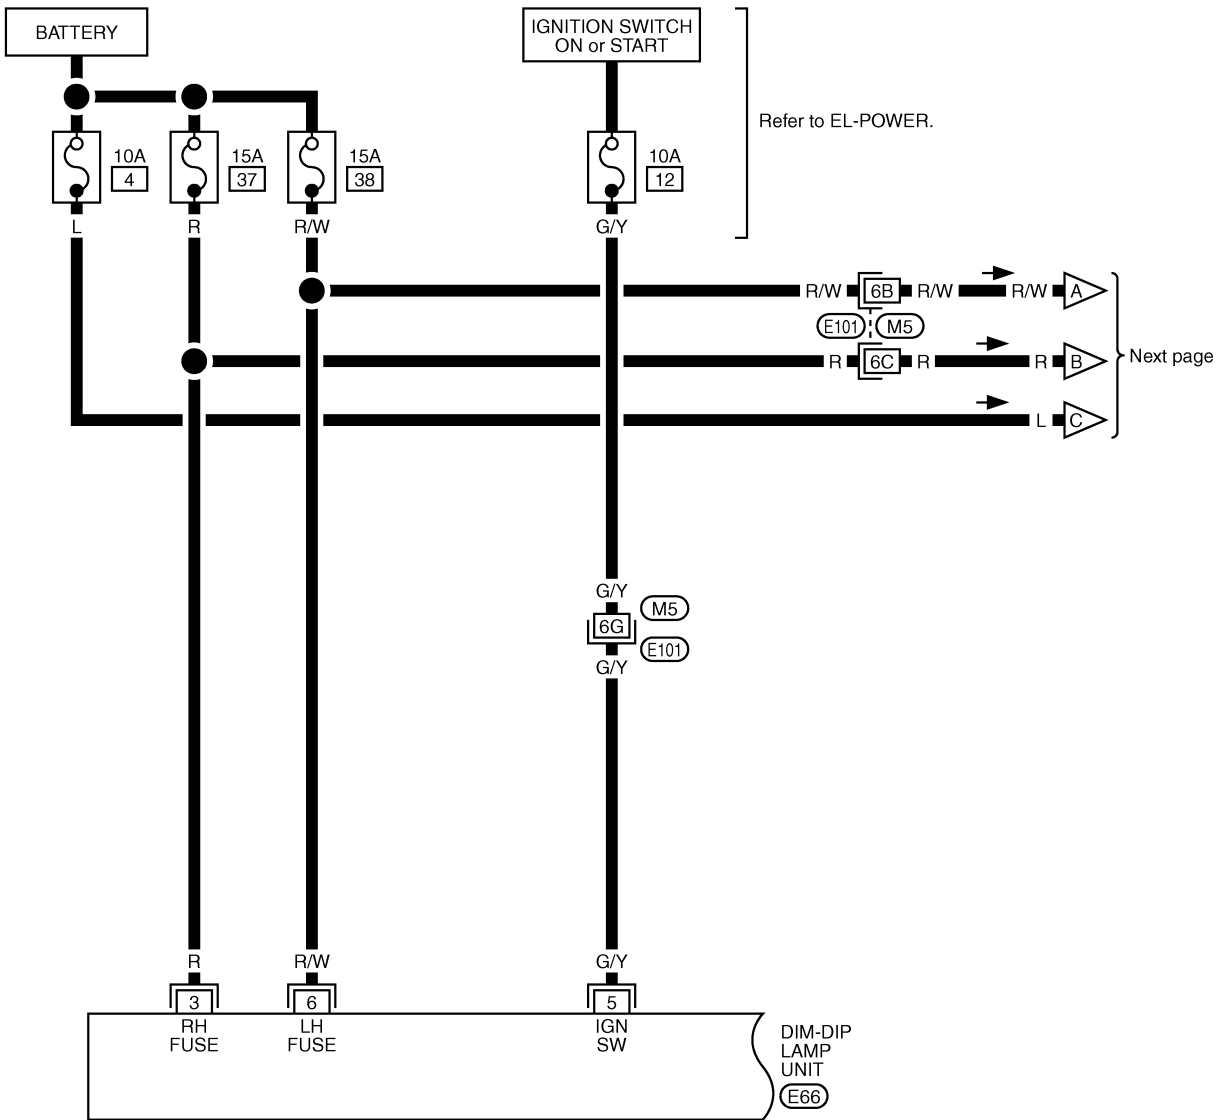 BATTERY
IGNITION SWITCH
ON or START
Refer to EL-POWER.
10A
4
15A
37
15A
38
10A
12
L
R
R/W
G/Y
R/W
6B
R/W
R/W
A
E101
M5
R
6C
R
R
B
Next page
L
C
G/Y
M5
6G
E101
G/Y
R
R/W
G/Y
3
6
5
RH
FUSE
LH
FUSE
IGN
SW
DIM-DIP
LAMP
UNIT
E66